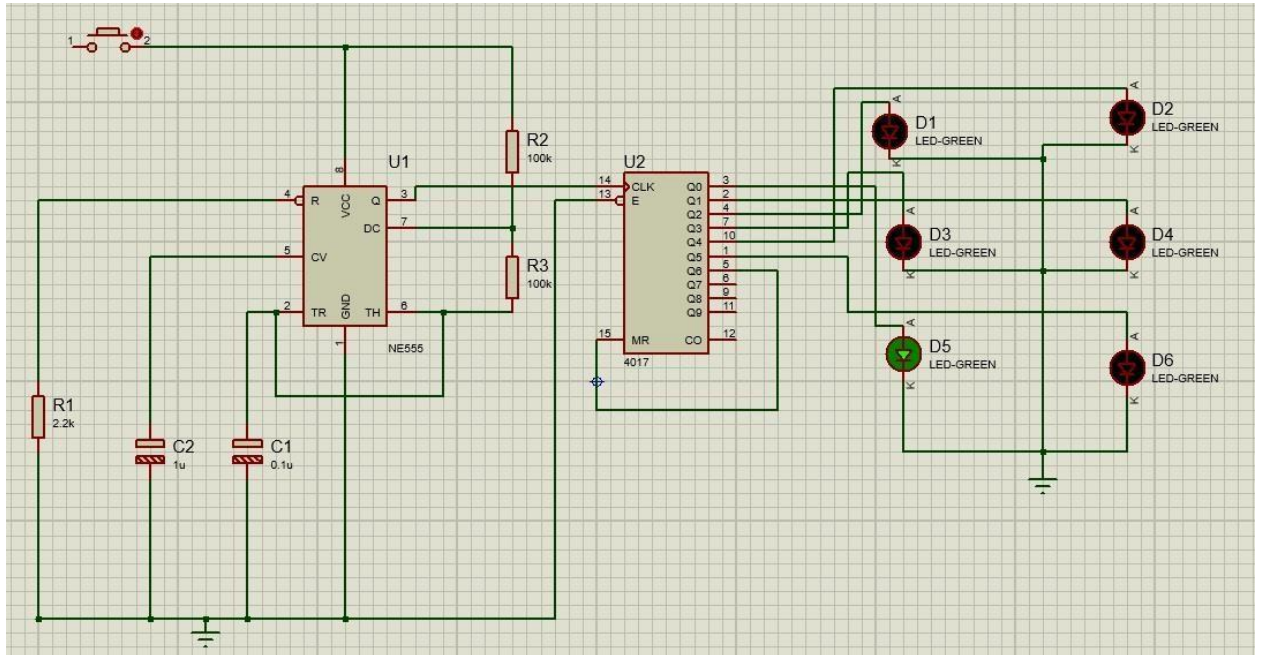 1 2
U1
R2
100k
U2
8
4 R VCC Q 3
DC 7
5 CV
R3
100k
2 TR GND TH 6
1
NE555
14 CLK Q0 3
13 E Q1 2
Q2 4
Q3 7
Q4 10
Q5 1
Q6 5
Q7 6
Q8 9
Q9 11
15 MR CO 12
4017
A
D1
LED-GREEN
K
A
D2
LED-GREEN
K
A
D3
LED-GREEN
K
A
D4
LED-GREEN
K
A
D5
LED-GREEN
K
A
D6
LED-GREEN
K
R1
2.2k
C2
1u
C1
0.1u